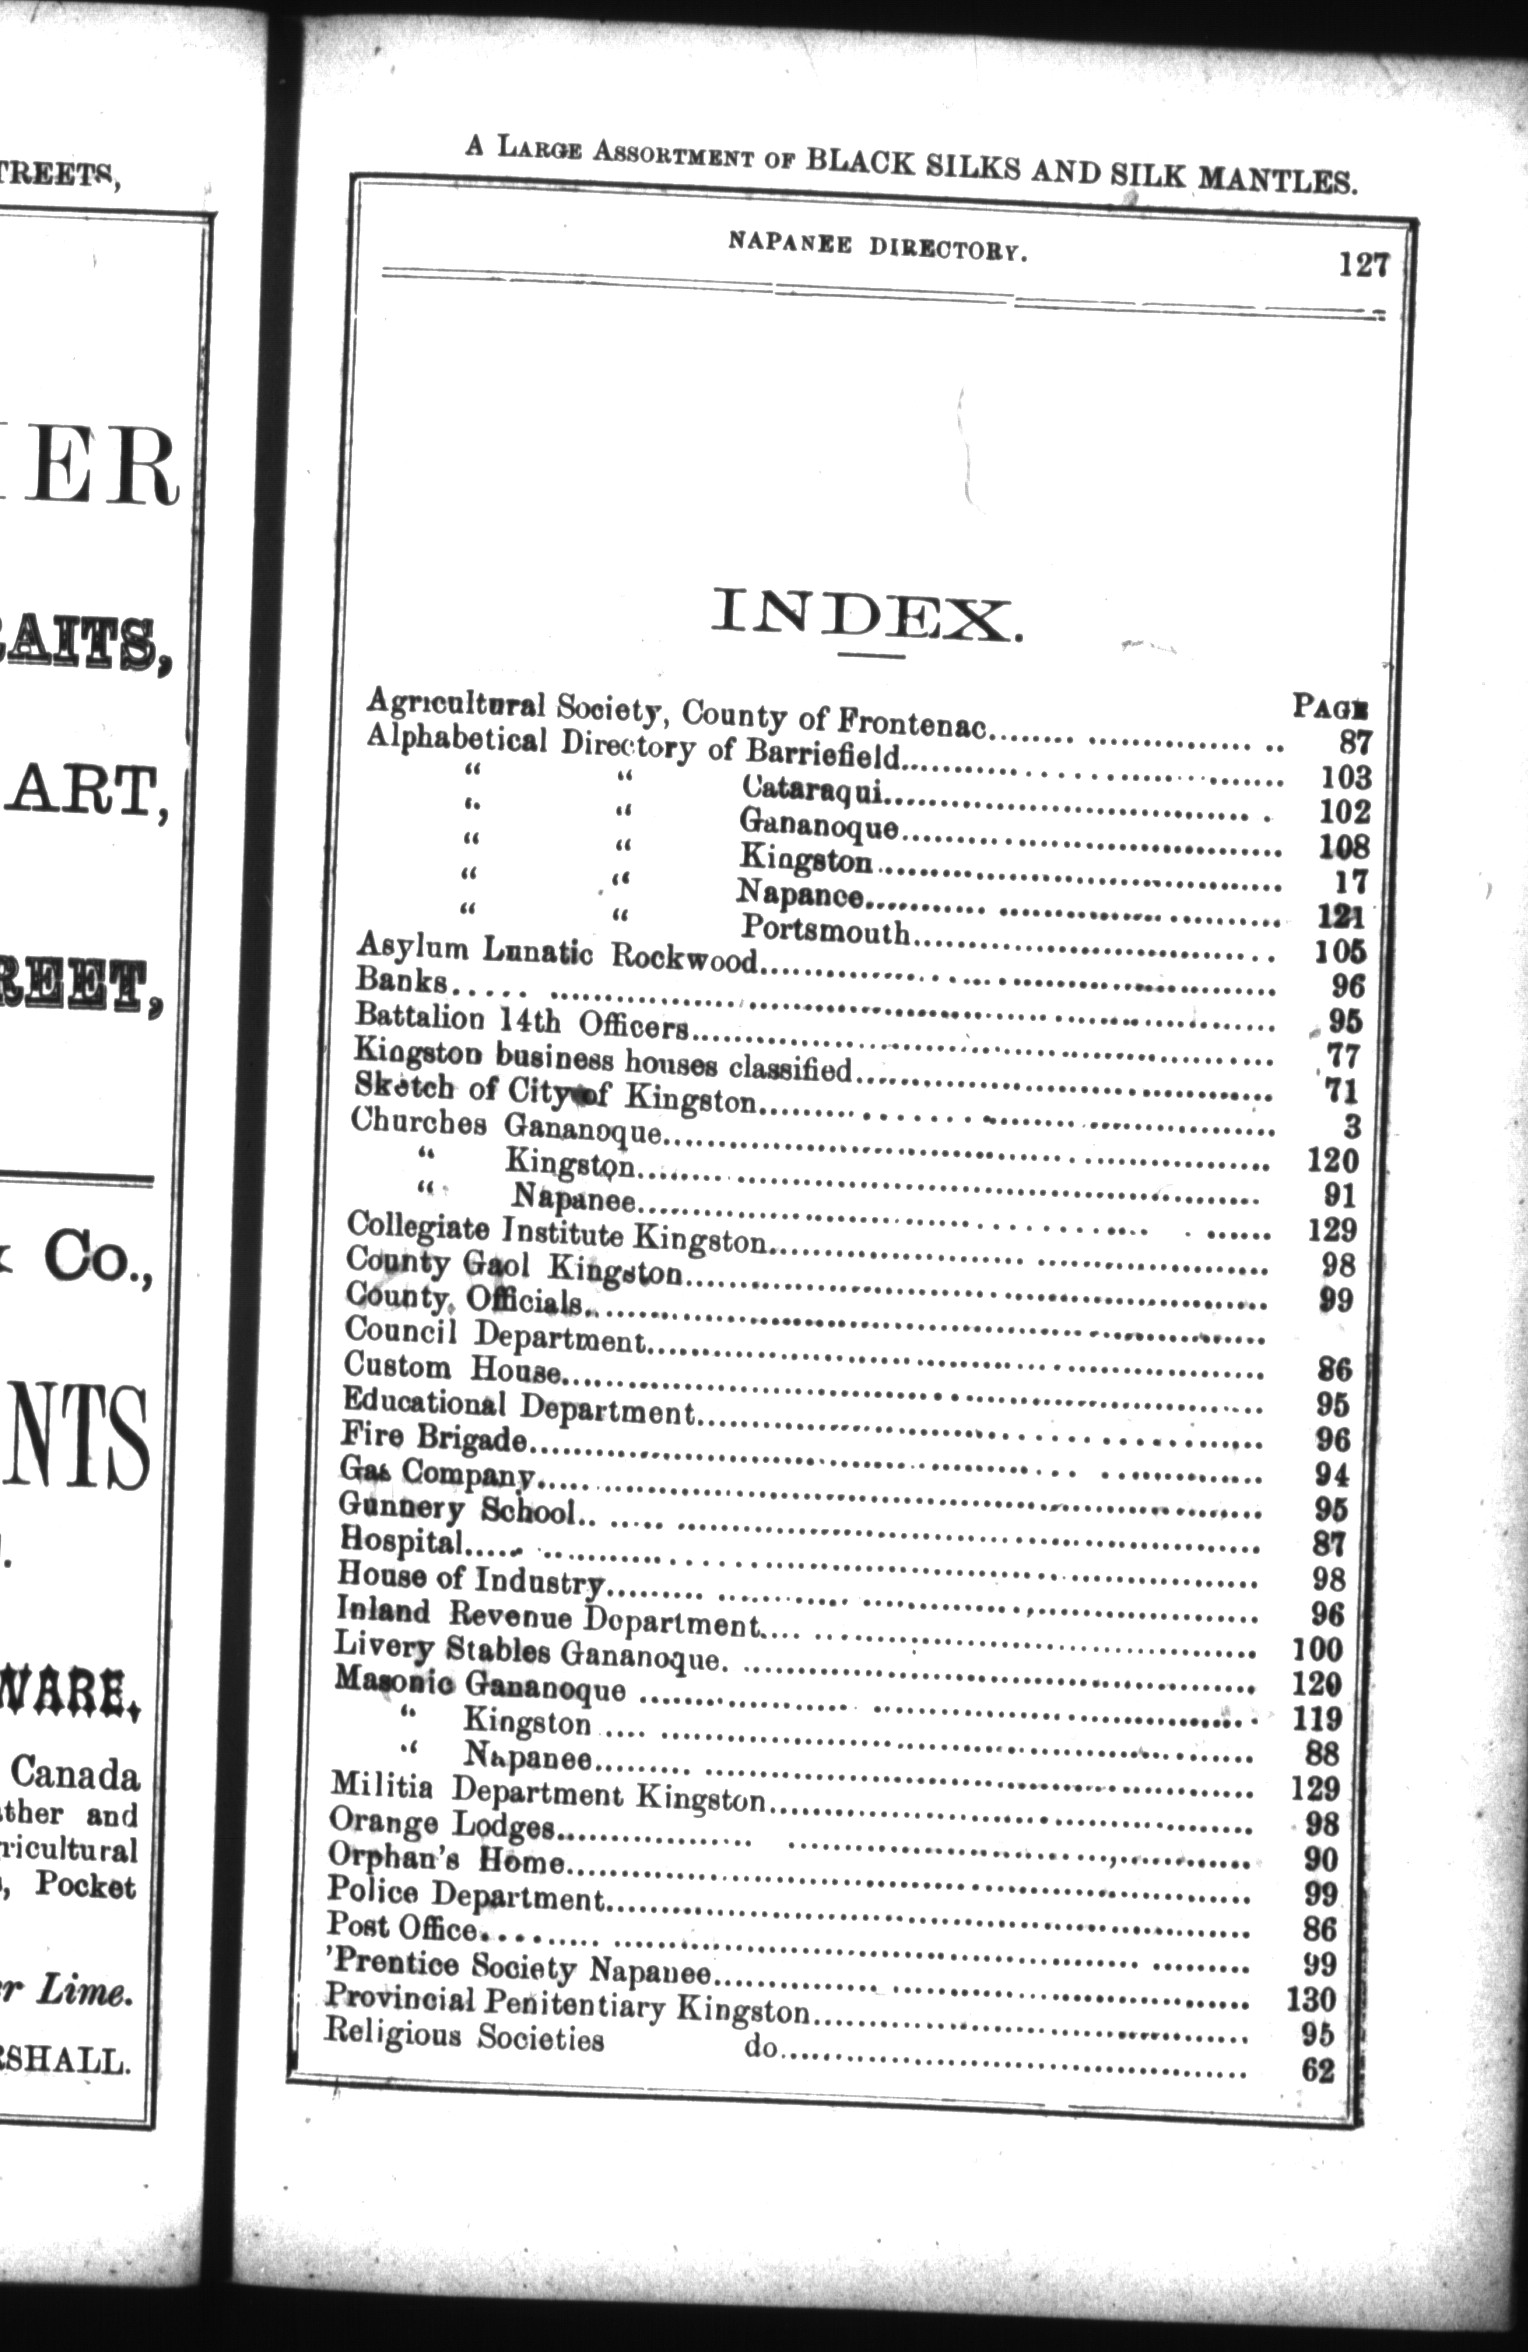 TREETS,
IER
AITS,
ART,
REET,
Co.,
NTS
WARE,
Canada
ther and
ricultural
, Pocket
r Lime.
SHALL.
A LARGE ASSORTMENT OF BLACK SILKS AND SILK MANTLES.
NAPANEE DIRECTORY. 127
INDEX.
PAGE
Agricultural Society, County of Frontenac........ 87
Alphabetical Directory of Barriefield........ 103
“ “ Cataraqui........ 102
“ “ Gananoque........ 108
“ “ Kingston........ 17
“ “ Napanee........ 121
“ “ Portsmouth........ 105
Asylum Lunatic Rockwood........ 96
Banks........ 95
Battalion 14th Officers........ 77
Kingston business houses classified........ 71
Sketch of City of Kingston........ 3
Churches Gananoque........ 120
“ Kingston........ 91
“ Napanee........ 129
Collegiate Institute Kingston........ 98
County Gaol Kingston........ 99
County Officials........
Council Department........ 86
Custom House........ 95
Educational Department........ 96
Fire Brigade........ 94
Gas Company........ 95
Gunnery School........ 87
Hospital........ 98
House of Industry........ 96
Inland Revenue Department........ 100
Livery Stables Gananoque........ 120
Masonic Gananoque ........ 119
“ Kingston ........ 88
“ Napanee........ 129
Militia Department Kingston........ 98
Orange Lodges........ 90
Orphan's Home........ 99
Police Department........ 86
Post Office........ 99
'Prentice Society Napanee........ 130
Provincial Penitentiary Kingston........ 95
Religious Societies do........ 62